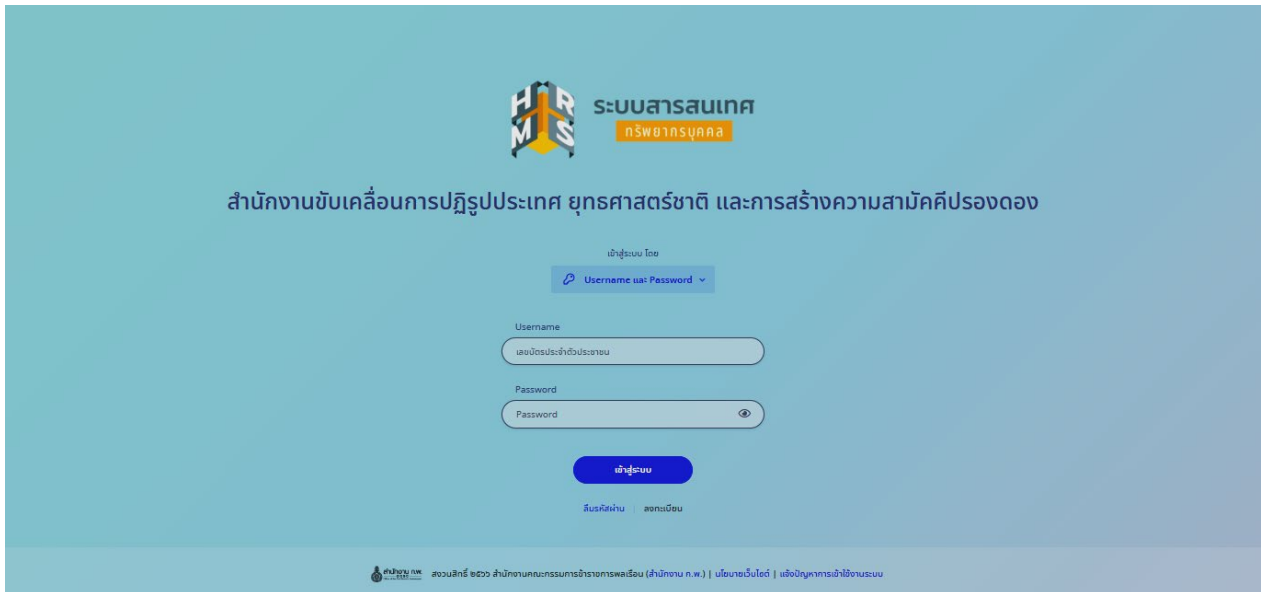 HR
MS
ระบบสารสนเทศ
ทรัพยากรบุคคล
สำนักงานขับเคลื่อนการปฏิรูปประเทศ ยุทธศาสตร์ชาติ และการสร้างความสามัคคีปรองดอง
เข้าสู่ระบบ โดย
Username และ Password
Username
เลขบัตรประจำตัวประชาชน
Password
Password
เข้าสู่ระบบ
ลืมรหัสผ่าน | ลงทะเบียน
สำนักงาน ก.พ. สงวนสิทธิ์ ๒๕๖๖ สำนักงานคณะกรรมการข้าราชการพลเรือน (สำนักงาน ก.พ.) | นโยบายเว็บไซต์ | แจ้งปัญหาการเข้าใช้งานระบบ